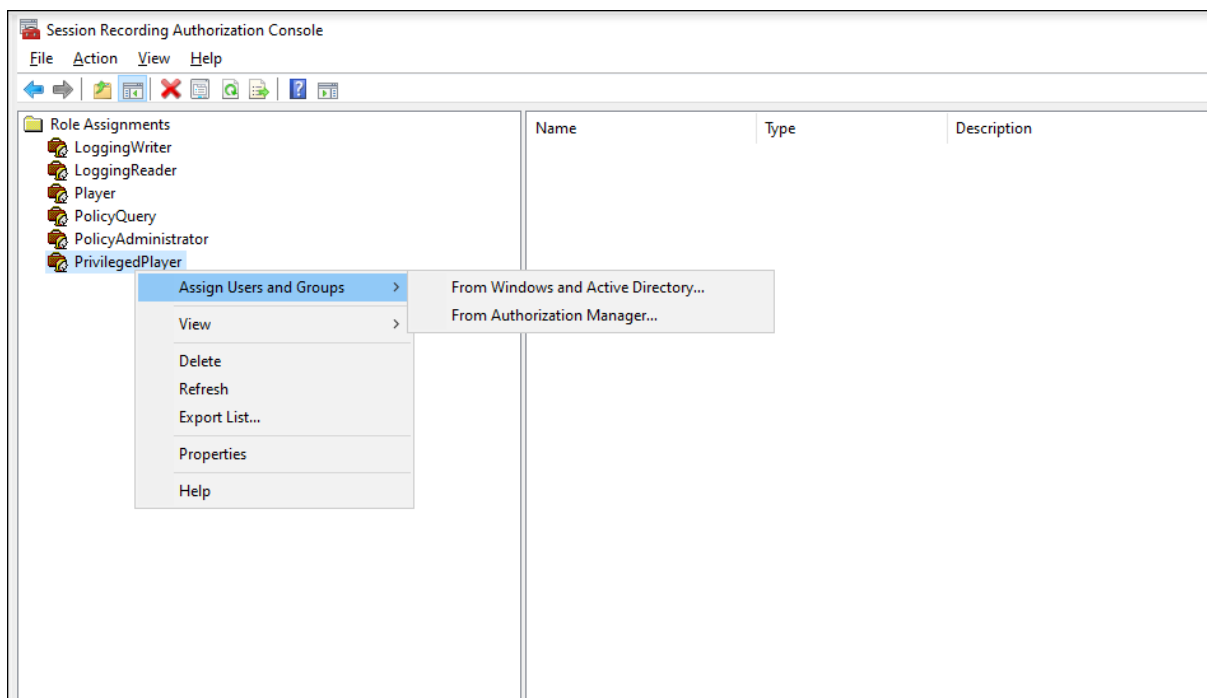 Session Recording Authorization Console
File Action View Help
Role Assignments
LoggingWriter
LoggingReader
Player
PolicyQuery
PolicyAdministrator
PrivilegedPlayer
Name Type Description
Assign Users and Groups
View
Delete
Refresh
Export List...
Properties
Help
From Windows and Active Directory...
From Authorization Manager...